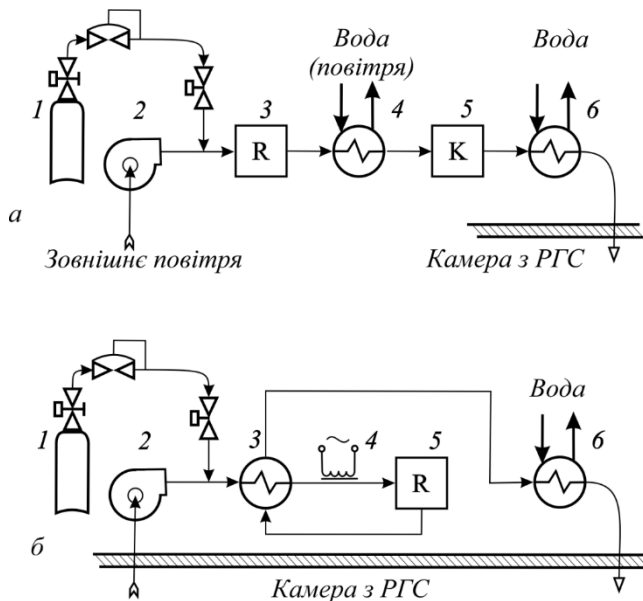 Вода
(повітря)
Вода
1
2
3
4
5
6
R
K
а
Зовнішнє повітря
Камера з РГС
Вода
1
2
3
~
4
5
6
R
б
Камера з РГС